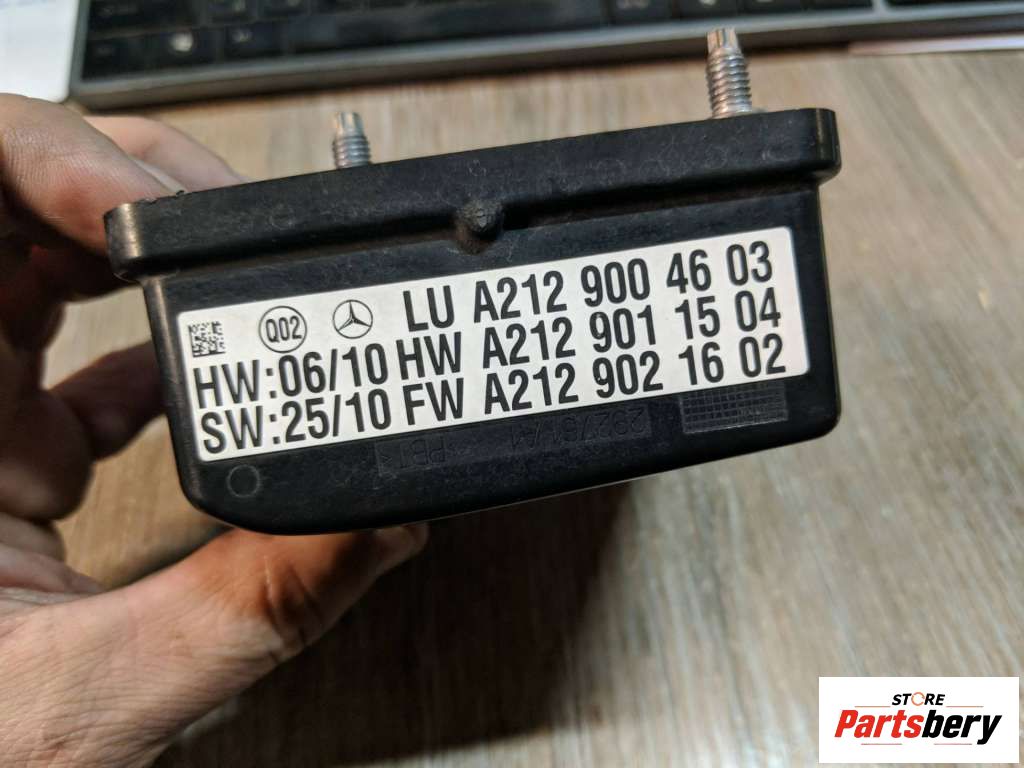 Q02 LU A212 900 46 03
HW:06/10 HW A212 901 15 04
SW:25/10 FW A212 902 16 02
STORE
Partsbery